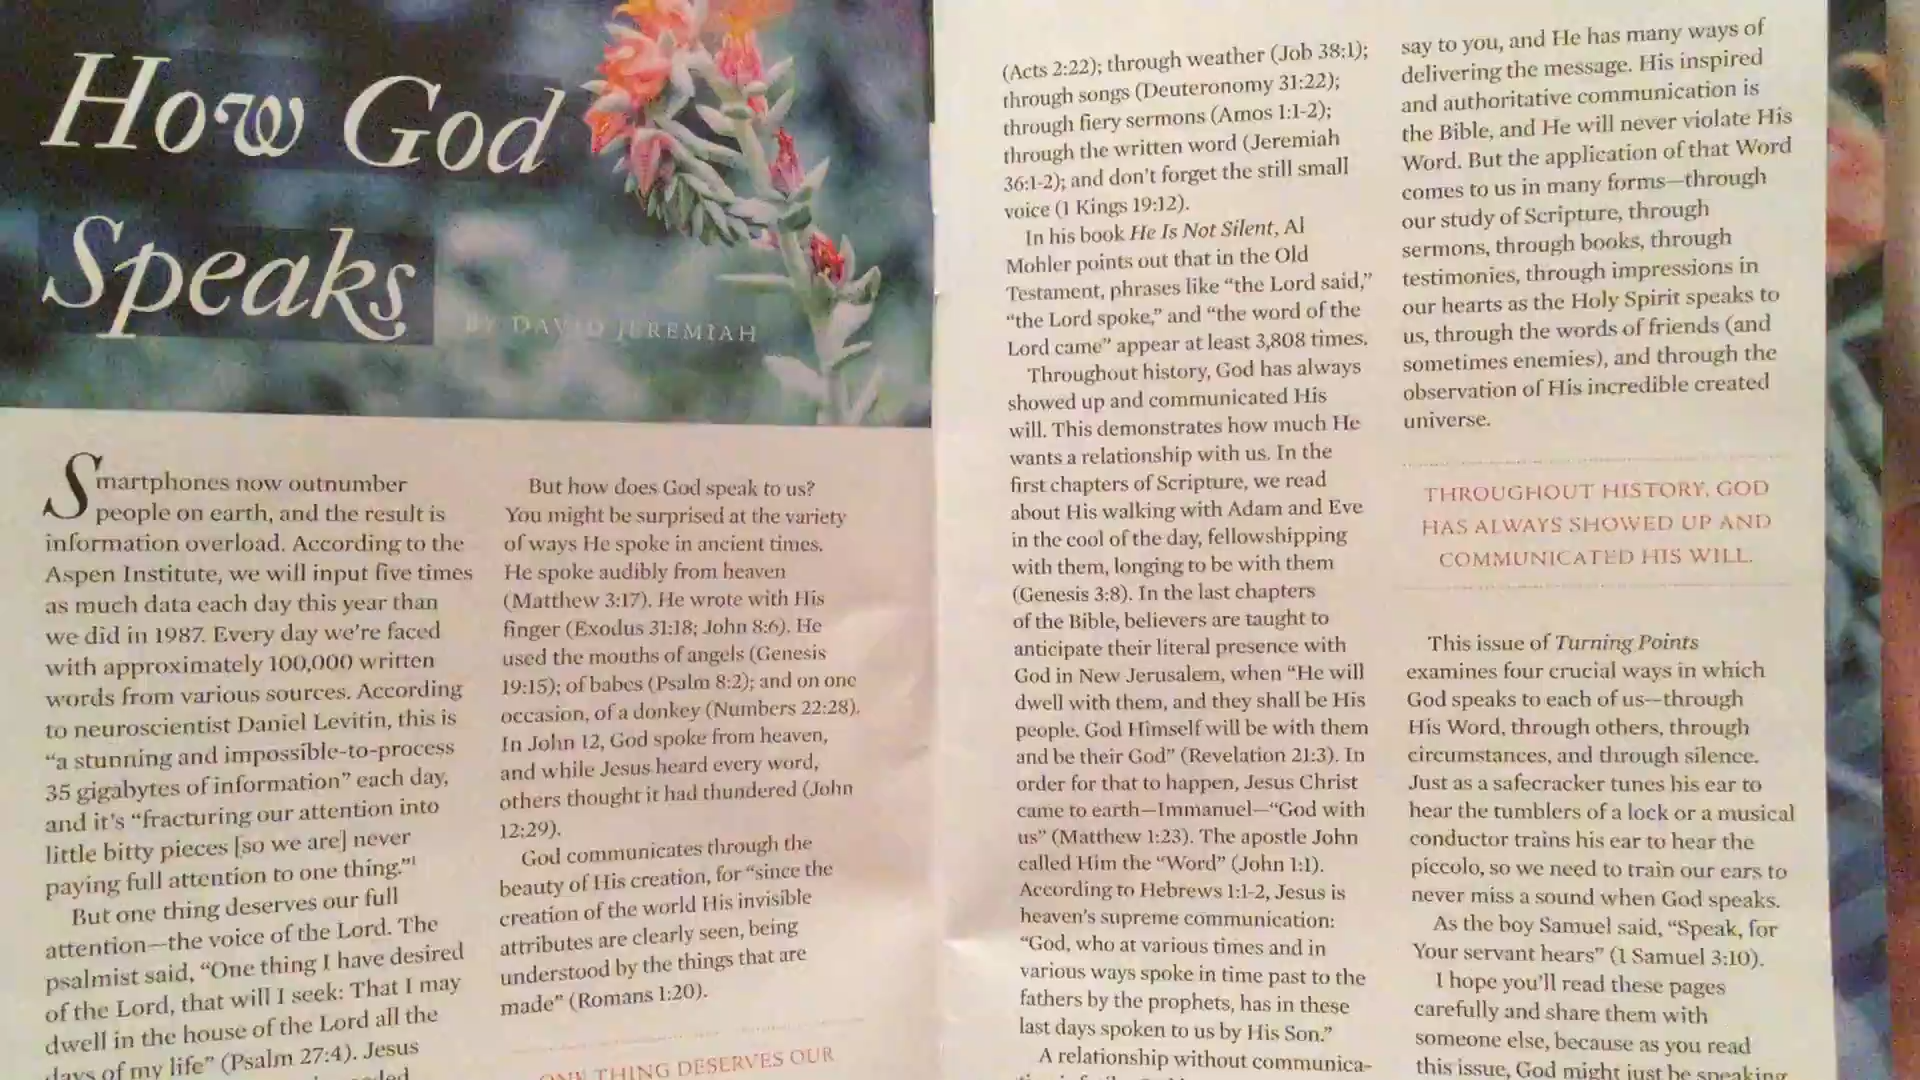 How God
Speaks
BY DAVID JEREMIAH
Smartphones now outnumber
people on earth, and the result is
information overload. According to the
Aspen Institute, we will input five times
as much data each day this year than
we did in 1987. Every day we're faced
with approximately 100,000 written
words from various sources. According
to neuroscientist Daniel Levitin, this is
“a stunning and impossible-to-process
35 gigabytes of information” each day,
and it's “fracturing our attention into
little bitty pieces [so we are] never
paying full attention to one thing.”¹
But one thing deserves our full
attention—the voice of the Lord. The
psalmist said, “One thing I have desired
of the Lord, that will I seek: That I may
dwell in the house of the Lord all the
days of my life” (Psalm 27:4). Jesus
But how does God speak to us?
You might be surprised at the variety
of ways He spoke in ancient times.
He spoke audibly from heaven
(Matthew 3:17). He wrote with His
finger (Exodus 31:18; John 8:6). He
used the mouths of angels (Genesis
19:15); of babes (Psalm 8:2); and on one
occasion, of a donkey (Numbers 22:28).
In John 12, God spoke from heaven,
and while Jesus heard every word,
others thought it had thundered (John
12:29).
God communicates through the
beauty of His creation, for “since the
creation of the world His invisible
attributes are clearly seen, being
understood by the things that are
made” (Romans 1:20).
ONE THING DESERVES OUR
(Acts 2:22); through weather (Job 38:1);
through songs (Deuteronomy 31:22);
through fiery sermons (Amos 1:1-2);
through the written word (Jeremiah
36:1-2); and don't forget the still small
voice (1 Kings 19:12).
In his book He Is Not Silent, Al
Mohler points out that in the Old
Testament, phrases like “the Lord said,”
“the Lord spoke,” and “the word of the
Lord came” appear at least 3,808 times.
Throughout history, God has always
showed up and communicated His
will. This demonstrates how much He
wants a relationship with us. In the
first chapters of Scripture, we read
about His walking with Adam and Eve
in the cool of the day, fellowshipping
with them, longing to be with them
(Genesis 3:8). In the last chapters
of the Bible, believers are taught to
anticipate their literal presence with
God in New Jerusalem, when “He will
dwell with them, and they shall be His
people. God Himself will be with them
and be their God” (Revelation 21:3). In
order for that to happen, Jesus Christ
came to earth—Immanuel—“God with
us” (Matthew 1:23). The apostle John
called Him the “Word” (John 1:1).
According to Hebrews 1:1-2, Jesus is
heaven's supreme communication:
“God, who at various times and in
various ways spoke in time past to the
fathers by the prophets, has in these
last days spoken to us by His Son.”
A relationship without communica-
say to you, and He has many ways of
delivering the message. His inspired
and authoritative communication is
the Bible, and He will never violate His
Word. But the application of that Word
comes to us in many forms—through
our study of Scripture, through
sermons, through books, through
testimonies, through impressions in
our hearts as the Holy Spirit speaks to
us, through the words of friends (and
sometimes enemies), and through the
observation of His incredible created
universe.
THROUGHOUT HISTORY, GOD
HAS ALWAYS SHOWED UP AND
COMMUNICATED HIS WILL.
This issue of Turning Points
examines four crucial ways in which
God speaks to each of us—through
His Word, through others, through
circumstances, and through silence.
Just as a safecracker tunes his ear to
hear the tumblers of a lock or a musical
conductor trains his ear to hear the
piccolo, so we need to train our ears to
never miss a sound when God speaks.
As the boy Samuel said, “Speak, for
Your servant hears” (1 Samuel 3:10).
I hope you'll read these pages
carefully and share them with
someone else, because as you read
this issue, God might just be speaking